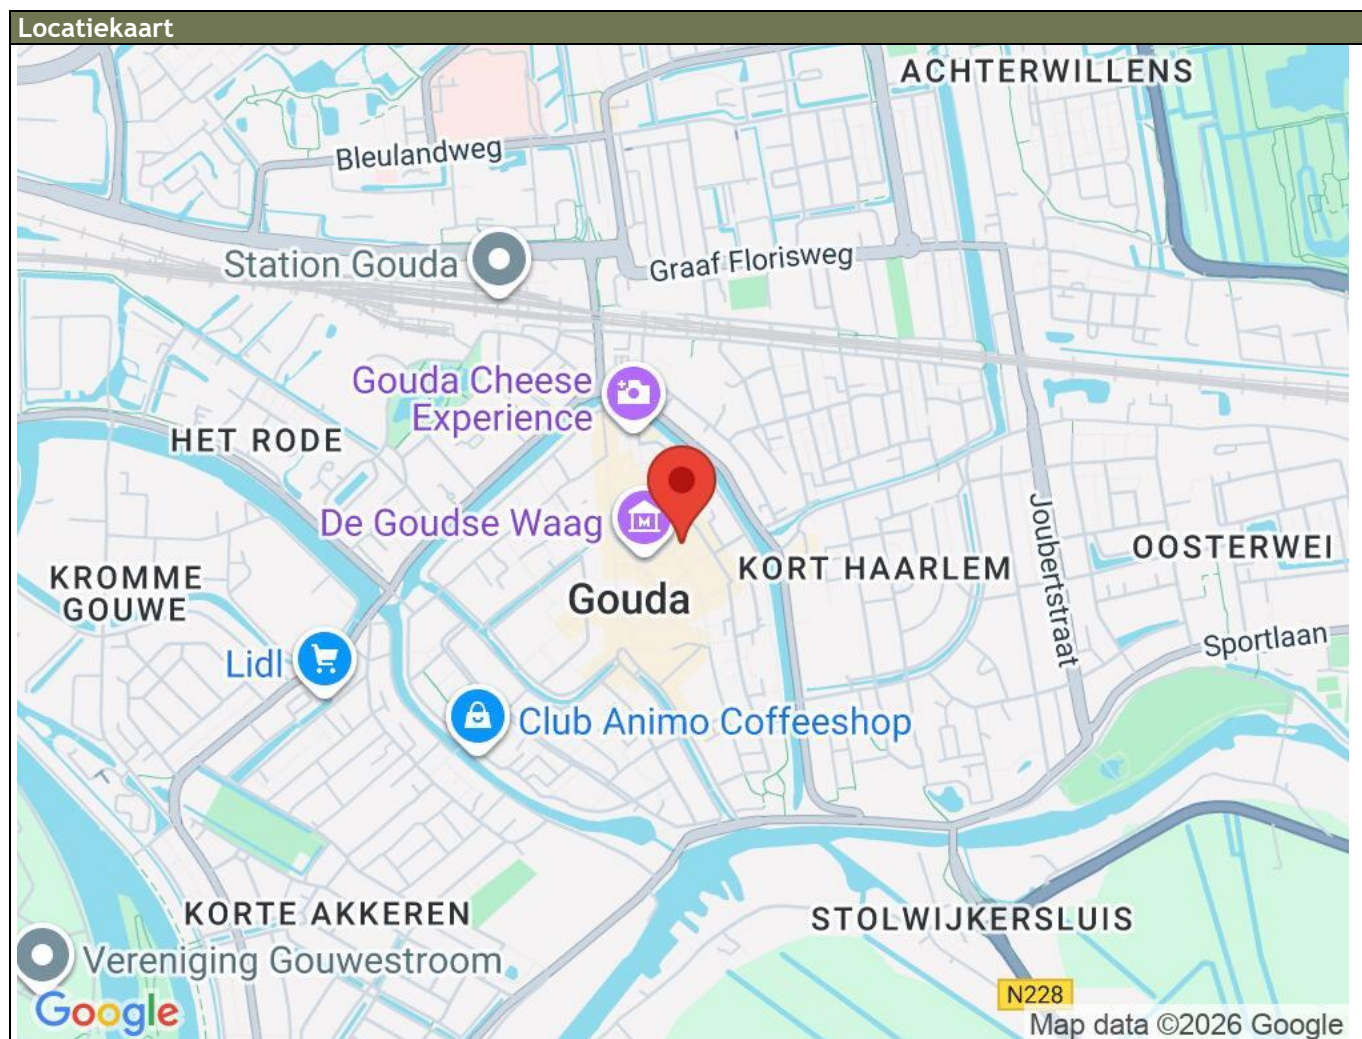 Locatiekaart
ACHTERWILLENS
Bleulandweg
Station Gouda
Graaf Florisweg
Gouda Cheese
Experience
HET RODE
De Goudse Waag
Joubertstraat
OOSTERWEI
KORT HAARLEM
KROMME
GOUWE
Gouda
Sportlaan
Lidl
Club Animo Coffeeshop
KORTE AKKEREN
STOLWIJKERSLUIS
Vereniging Gouwestroom
N228
Google
Map data ©2026 Google